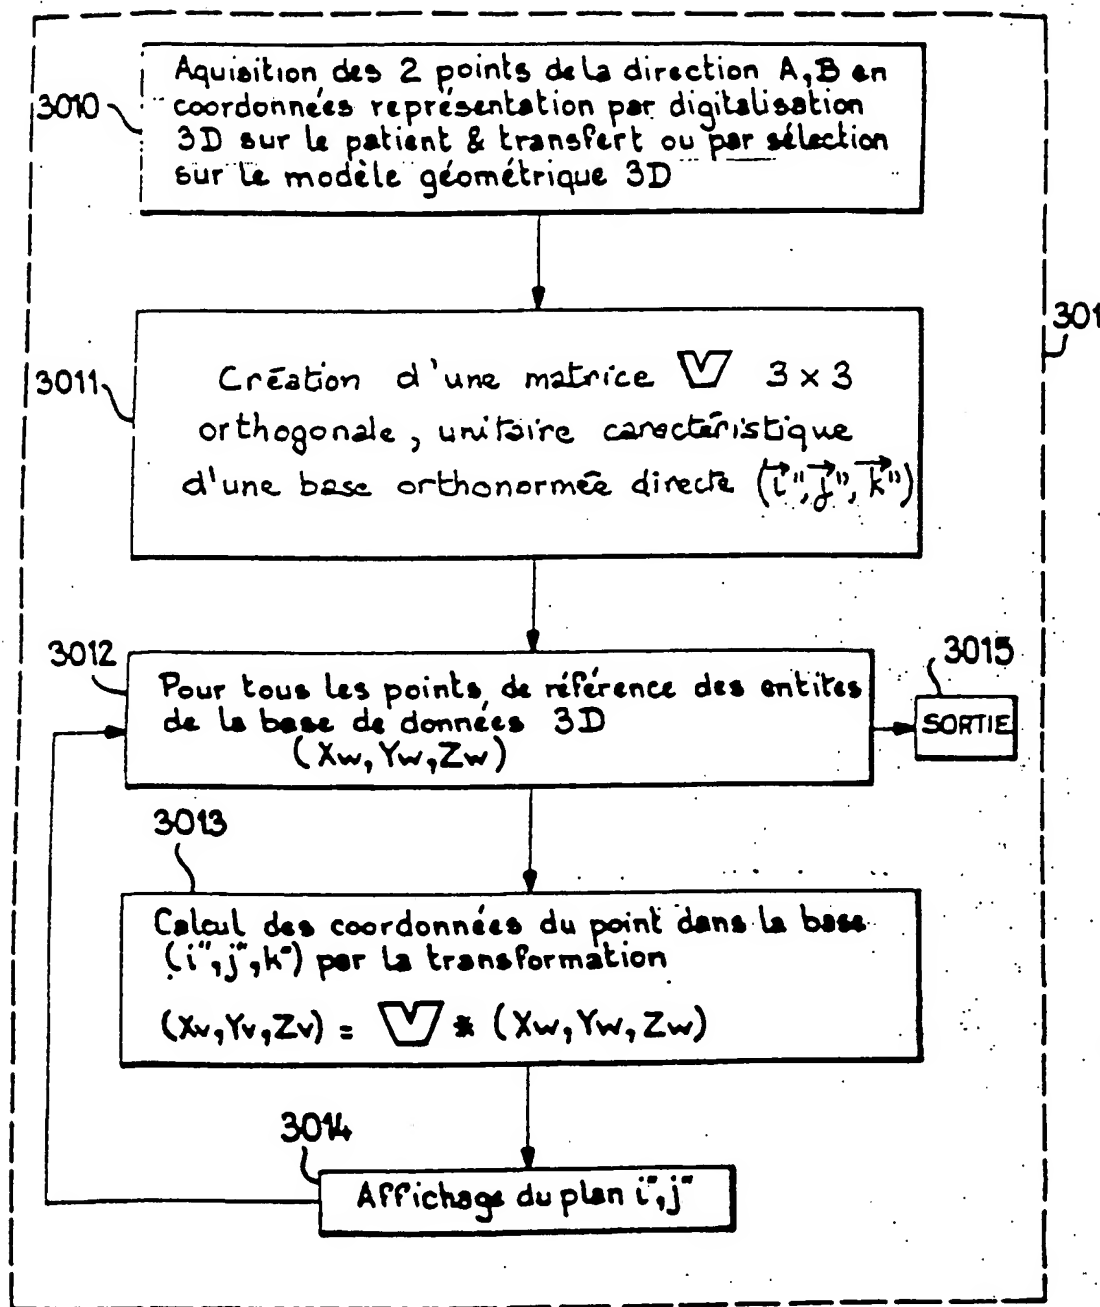 3010
Aquisition des 2 points de la direction A,B en
coordonnées représentation par digitalisation
3D sur le patient & transfert ou par sélection
sur le modèle géométrique 3D
301
3011
Création d'une matrice V 3 x 3
orthogonale, unitaire caractéristique
d'une base orthonormée directe (i", j", k")
3012
Pour tous les points de référence des entites
de la base de données 3D
(Xw, Yw, Zw)
3015
SORTIE
3013
Calcul des coordonnées du point dans la base
(i", j", k") par la transformation
(Xv, Yv, Zv) = V * (Xw, Yw, Zw)
3014
Affichage du plan i", j"